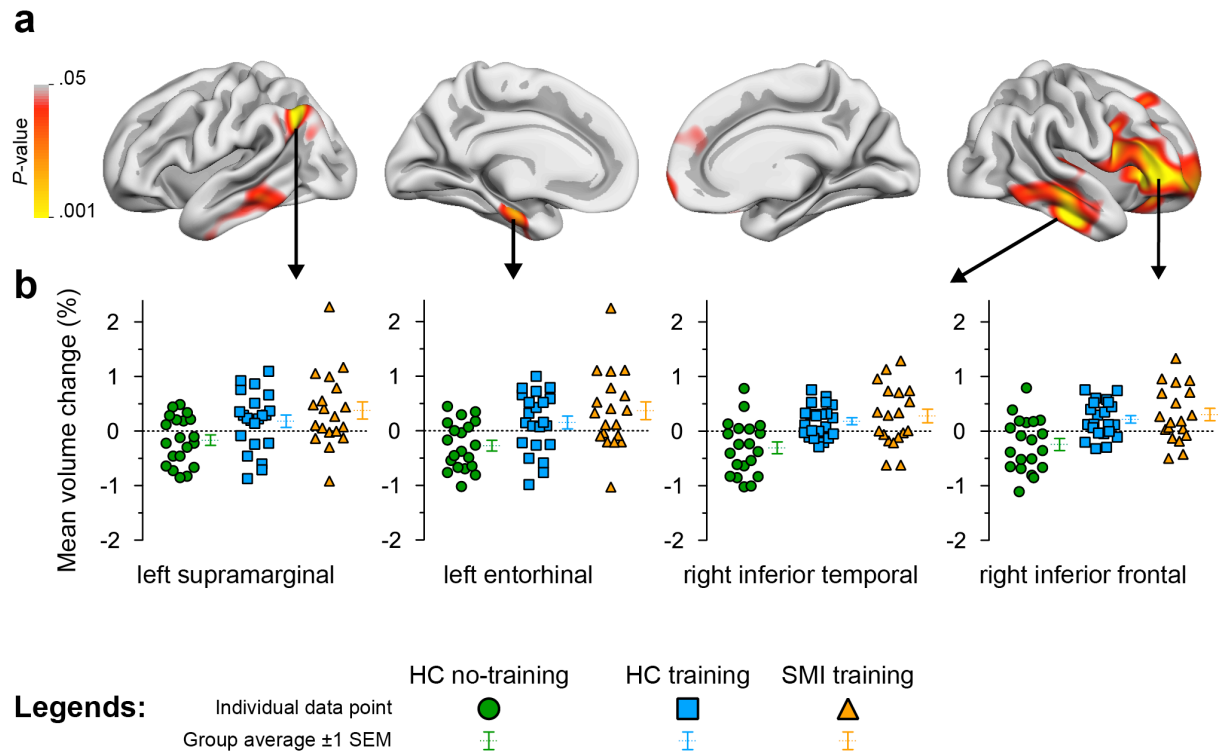 a
P-value
.05
.001
b
Mean volume change (%)
2
1
0
-1
-2
2
1
0
-1
-2
2
1
0
-1
-2
2
1
0
-1
-2
left supramarginal
left entorhinal
right inferior temporal
right inferior frontal
HC no-training
HC training
SMI training
Legends:
Individual data point
Group average ±1 SEM